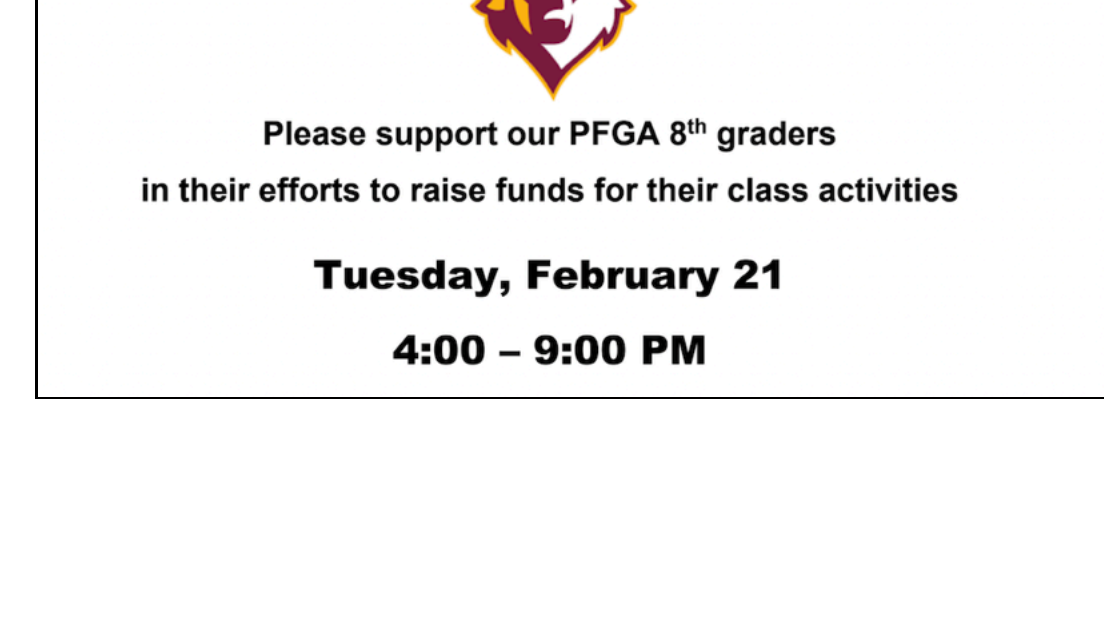 Please support our PFGA 8th graders
in their efforts to raise funds for their class activities
Tuesday, February 21
4:00 – 9:00 PM